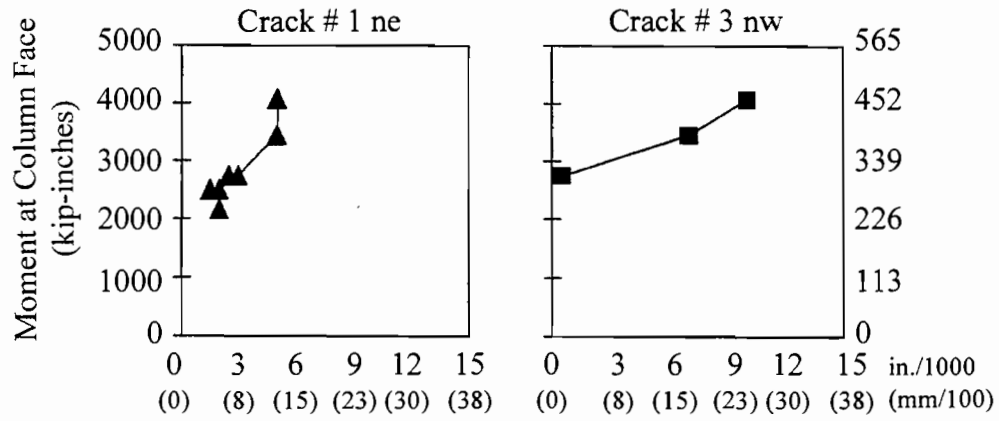 Crack # 1 ne
Crack # 3 nw
Moment at Column Face
(kip-inches)
5000
4000
3000
2000
1000
0
565
452
339
226
113
0
0 3 6 9 12 15
0 3 6 9 12 15 in./1000
(0) (8) (15) (23) (30) (38)
(0) (8) (15) (23) (30) (38) (mm/100)